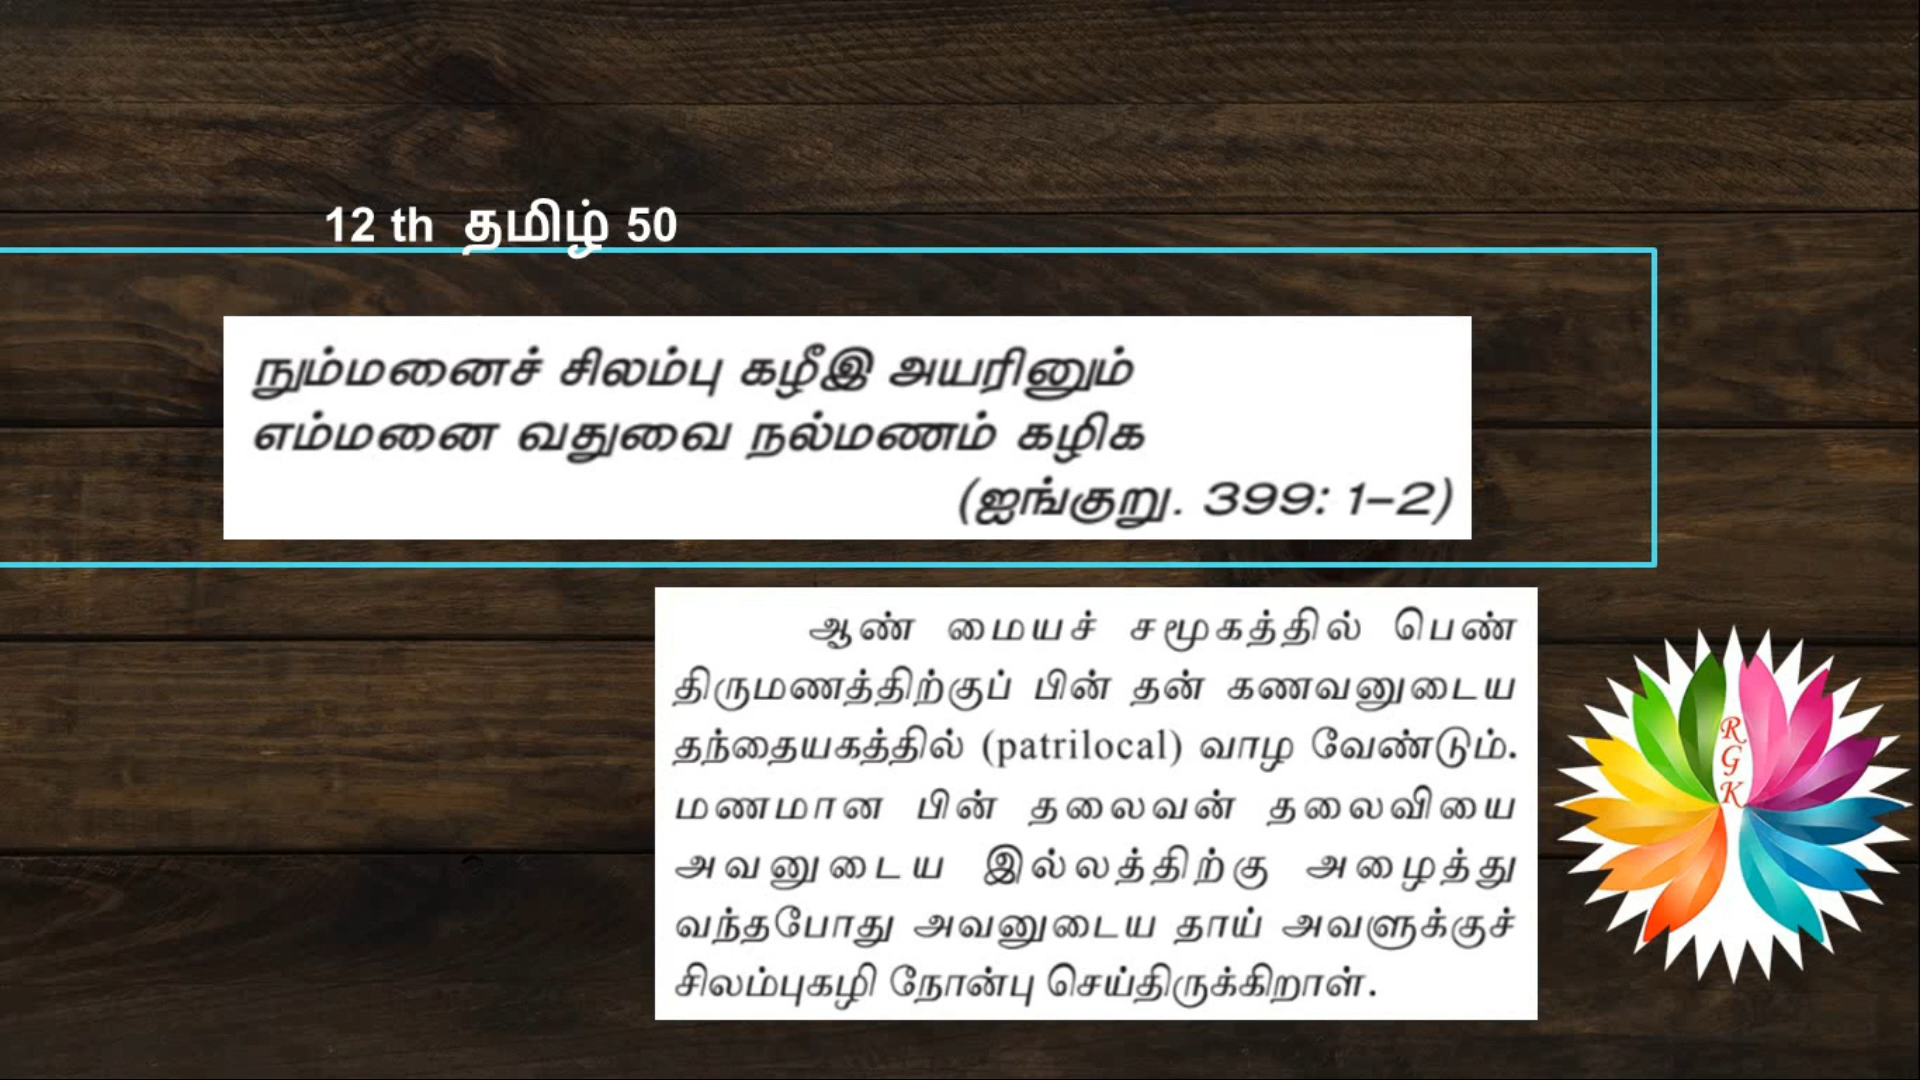 12 th தமிழ் 50
நும்மனைச் சிலம்பு கழீஇ அயரினும்
எம்மனை வதுவை நல்மணம் கழிக
(ஐங்குறு. 399: 1-2)
ஆண் மையச் சமூகத்தில் பெண்
திருமணத்திற்குப் பின் தன் கணவனுடைய
தந்தையகத்தில் (patrilocal) வாழ வேண்டும்.
மணமான பின் தலைவன் தலைவியை
அவனுடைய இல்லத்திற்கு அழைத்து
வந்தபோது அவனுடைய தாய் அவளுக்குச்
சிலம்புகழி நோன்பு செய்திருக்கிறாள்.
R
G
K